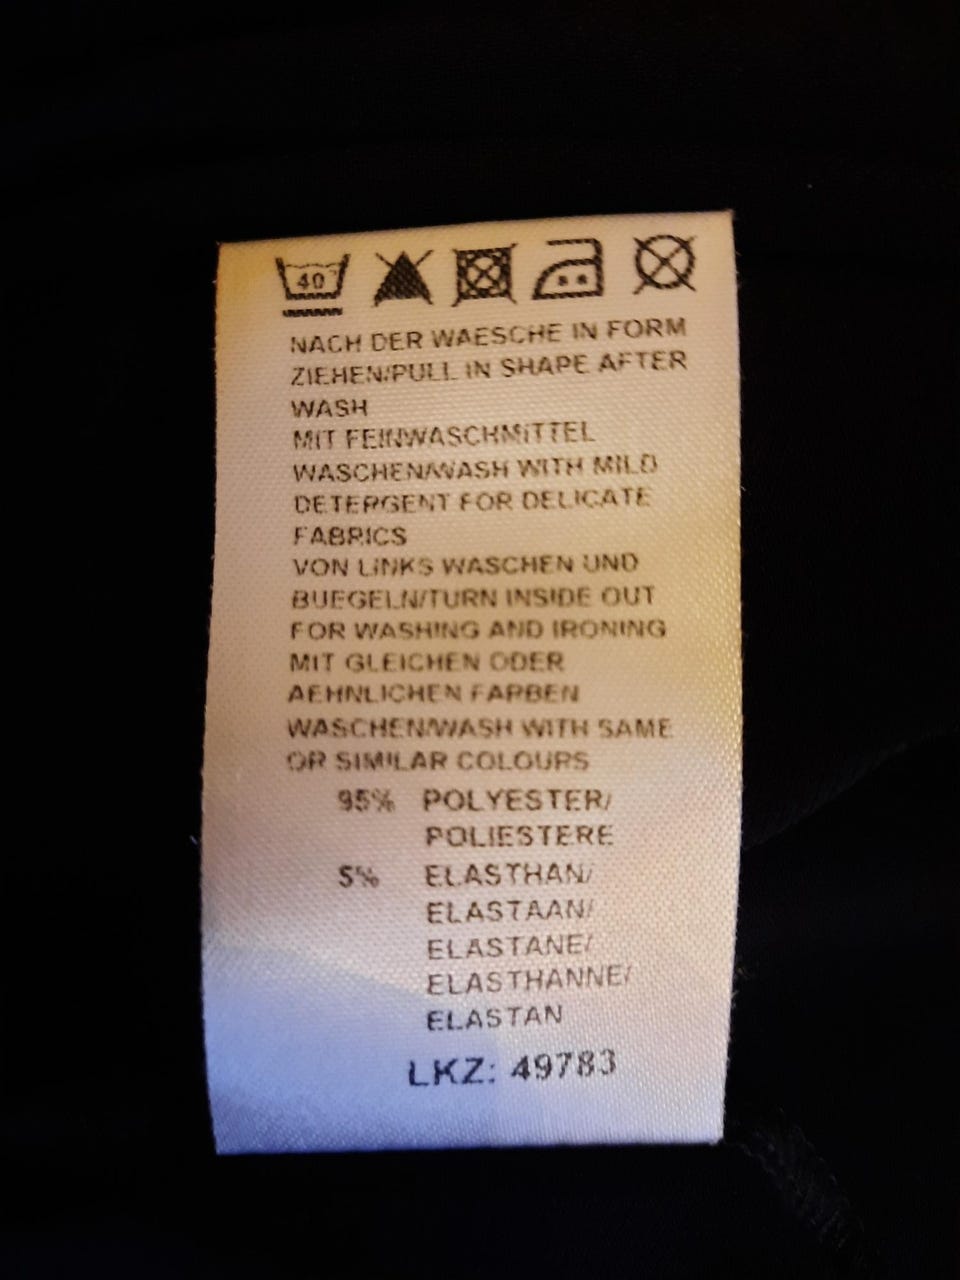 40°
NACH DER WAESCHE IN FORM
ZIEHEN/PULL IN SHAPE AFTER
WASH
MIT FEINWASCHMITTEL
WASCHEN/WASH WITH MILD
DETERGENT FOR DELICATE
FABRICS
VON LINKS WASCHEN UND
BUEGELN/TURN INSIDE OUT
FOR WASHING AND IRONING
MIT GLEICHEN ODER
AEHNLICHEN FARBEN
WASCHEN/WASH WITH SAME
OR SIMILAR COLOURS
95% POLYESTER/
POLIESTERE
5% ELASTHAN/
ELASTAAN/
ELASTANE/
ELASTHANNE/
ELASTAN
LKZ: 49783